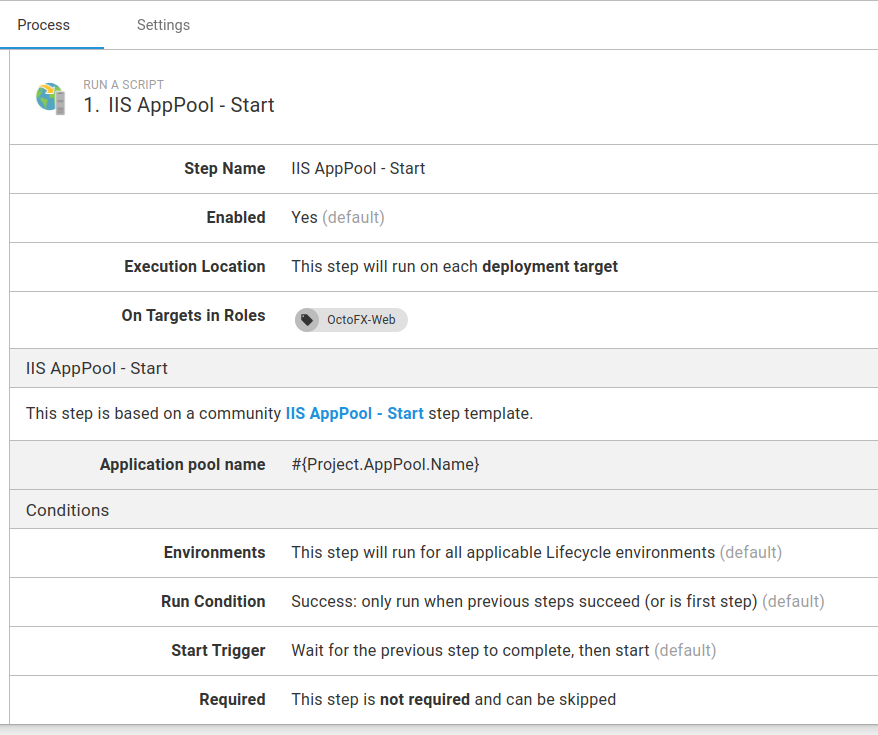 Process Settings
RUN A SCRIPT
1. IIS AppPool - Start
Step Name IIS AppPool - Start
Enabled Yes (default)
Execution Location This step will run on each deployment target
On Targets in Roles OctoFX-Web
IIS AppPool - Start
This step is based on a community IIS AppPool - Start step template.
Application pool name #{Project.AppPool.Name}
Conditions
Environments This step will run for all applicable Lifecycle environments (default)
Run Condition Success: only run when previous steps succeed (or is first step) (default)
Start Trigger Wait for the previous step to complete, then start (default)
Required This step is not required and can be skipped